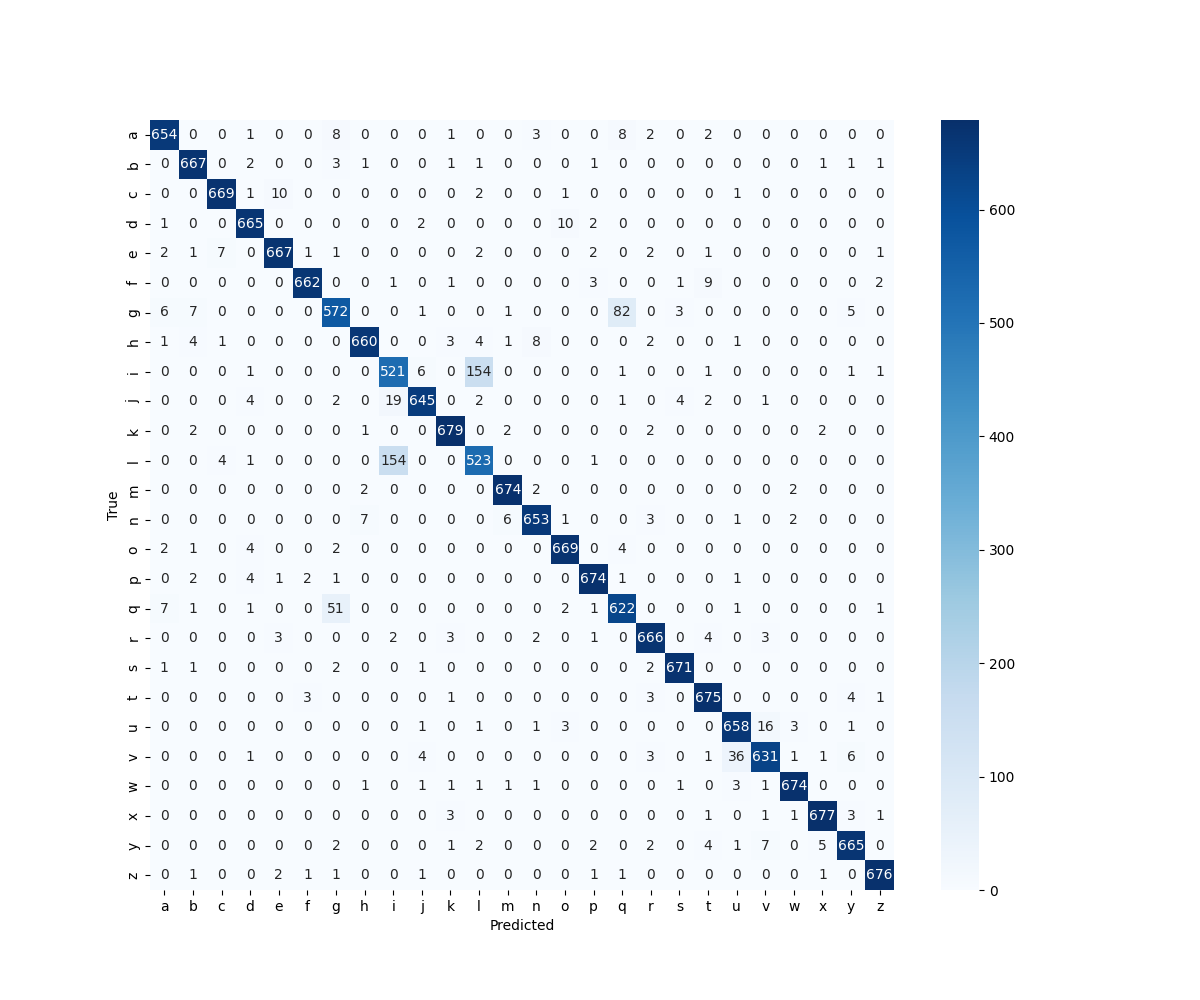 a 654 0 0 1 0 0 8 0 0 0 1 0 0 3 0 0 8 2 0 2 0 0 0 0 0 0
b 0 667 0 2 0 0 3 1 0 0 1 1 0 0 0 1 0 0 0 0 0 0 0 1 1 1
c 0 0 669 1 10 0 0 0 0 0 0 2 0 0 1 0 0 0 0 0 1 0 0 0 0 0
d 1 0 0 665 0 0 0 0 0 2 0 0 0 0 10 2 0 0 0 0 0 0 0 0 0 0
600
e 2 1 7 0 667 1 1 0 0 0 0 2 0 0 0 2 0 2 0 1 0 0 0 0 0 1
f 0 0 0 0 0 662 0 0 1 0 1 0 0 0 0 3 0 0 1 9 0 0 0 0 0 2
g 6 7 0 0 0 0 572 0 0 1 0 0 1 0 0 0 82 0 3 0 0 0 0 0 5 0
500
h 1 4 1 0 0 0 0 660 0 0 3 4 1 8 0 0 0 2 0 0 1 0 0 0 0 0
i 0 0 0 1 0 0 0 0 521 6 0 154 0 0 0 0 1 0 0 1 0 0 0 0 1 1
j 0 0 0 4 0 0 2 0 19 645 0 2 0 0 0 0 1 0 4 2 0 1 0 0 0 0
k 0 2 0 0 0 0 0 1 0 0 679 0 2 0 0 0 0 2 0 0 0 0 0 2 0 0
400
l 0 0 4 1 0 0 0 0 154 0 0 523 0 0 0 1 0 0 0 0 0 0 0 0 0 0
m 0 0 0 0 0 0 0 2 0 0 0 0 674 2 0 0 0 0 0 0 0 0 2 0 0 0
True
n 0 0 0 0 0 0 0 7 0 0 0 0 6 653 1 0 0 3 0 0 1 0 2 0 0 0
o 2 1 0 4 0 0 2 0 0 0 0 0 0 0 669 0 4 0 0 0 0 0 0 0 0 0
300
p 0 2 0 4 1 2 1 0 0 0 0 0 0 0 0 674 1 0 0 0 1 0 0 0 0 0
q 7 1 0 1 0 0 51 0 0 0 0 0 0 0 2 1 622 0 0 0 1 0 0 0 0 1
r 0 0 0 0 3 0 0 0 2 0 3 0 0 2 0 1 0 666 0 4 0 3 0 0 0 0
s 1 1 0 0 0 0 2 0 0 1 0 0 0 0 0 0 0 2 671 0 0 0 0 0 0 0
200
t 0 0 0 0 0 3 0 0 0 0 1 0 0 0 0 0 0 3 0 675 0 0 0 0 4 1
u 0 0 0 0 0 0 0 0 0 1 0 1 0 1 3 0 0 0 0 0 658 16 3 0 1 0
v 0 0 0 1 0 0 0 0 0 4 0 0 0 0 0 0 0 3 0 1 36 631 1 1 6 0
100
w 0 0 0 0 0 0 0 1 0 1 1 1 1 1 0 0 0 0 1 0 3 1 674 0 0 0
x 0 0 0 0 0 0 0 0 0 0 3 0 0 0 0 0 0 0 0 1 0 1 1 677 3 1
y 0 0 0 0 0 0 2 0 0 0 1 2 0 0 0 2 0 2 0 4 1 7 0 5 665 0
z 0 1 0 0 2 1 1 0 0 1 0 0 0 0 0 1 1 0 0 0 0 0 0 1 0 676
0
a b c d e f g h i j k l m n o p q r s t u v w x y z
Predicted